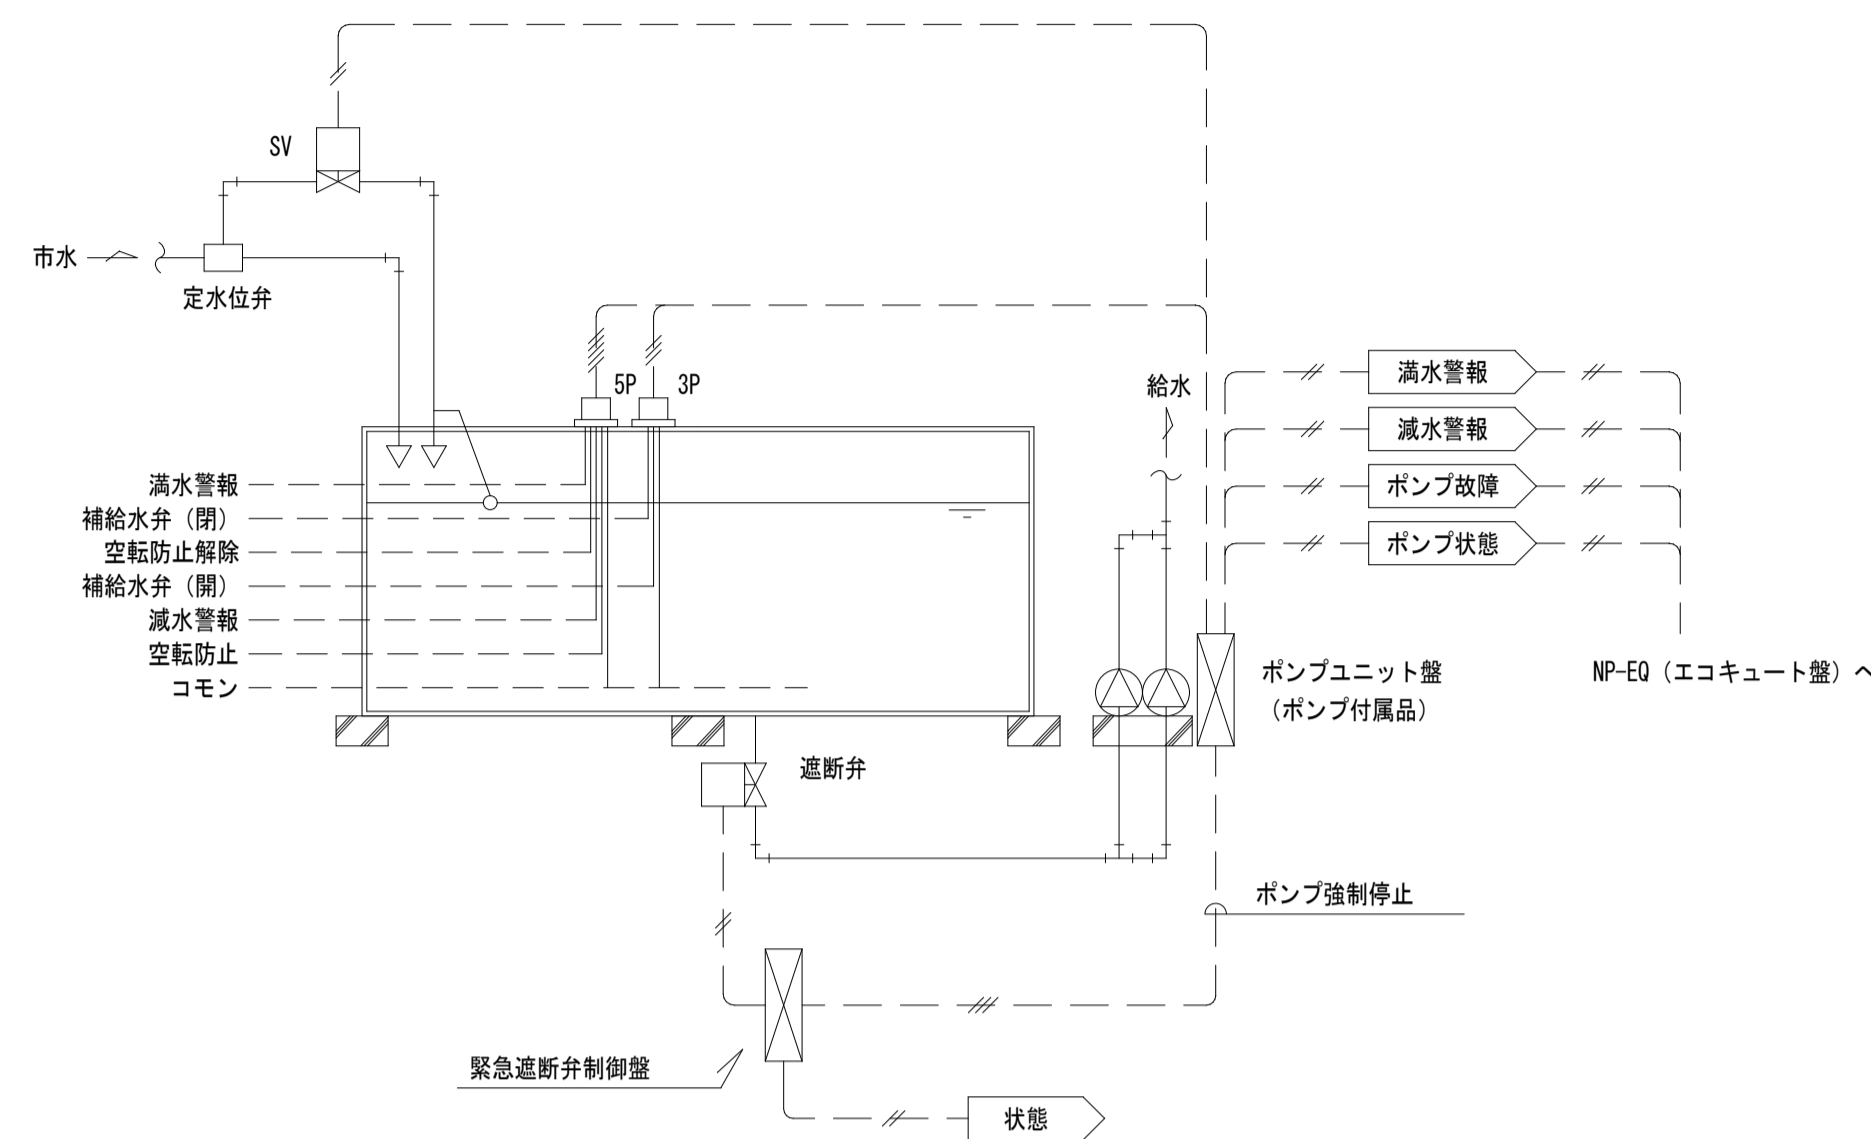 SV
市水
定水位弁
5P
3P
給水
満水警報
減水警報
ポンプ故障
ポンプ状態
満水警報
補給水弁（閉）
空転防止解除
補給水弁（開）
減水警報
空転防止
コモン
ポンプユニット盤
（ポンプ付属品）
NP-EQ（エコキュート盤）へ
遮断弁
ポンプ強制停止
緊急遮断弁制御盤
状態